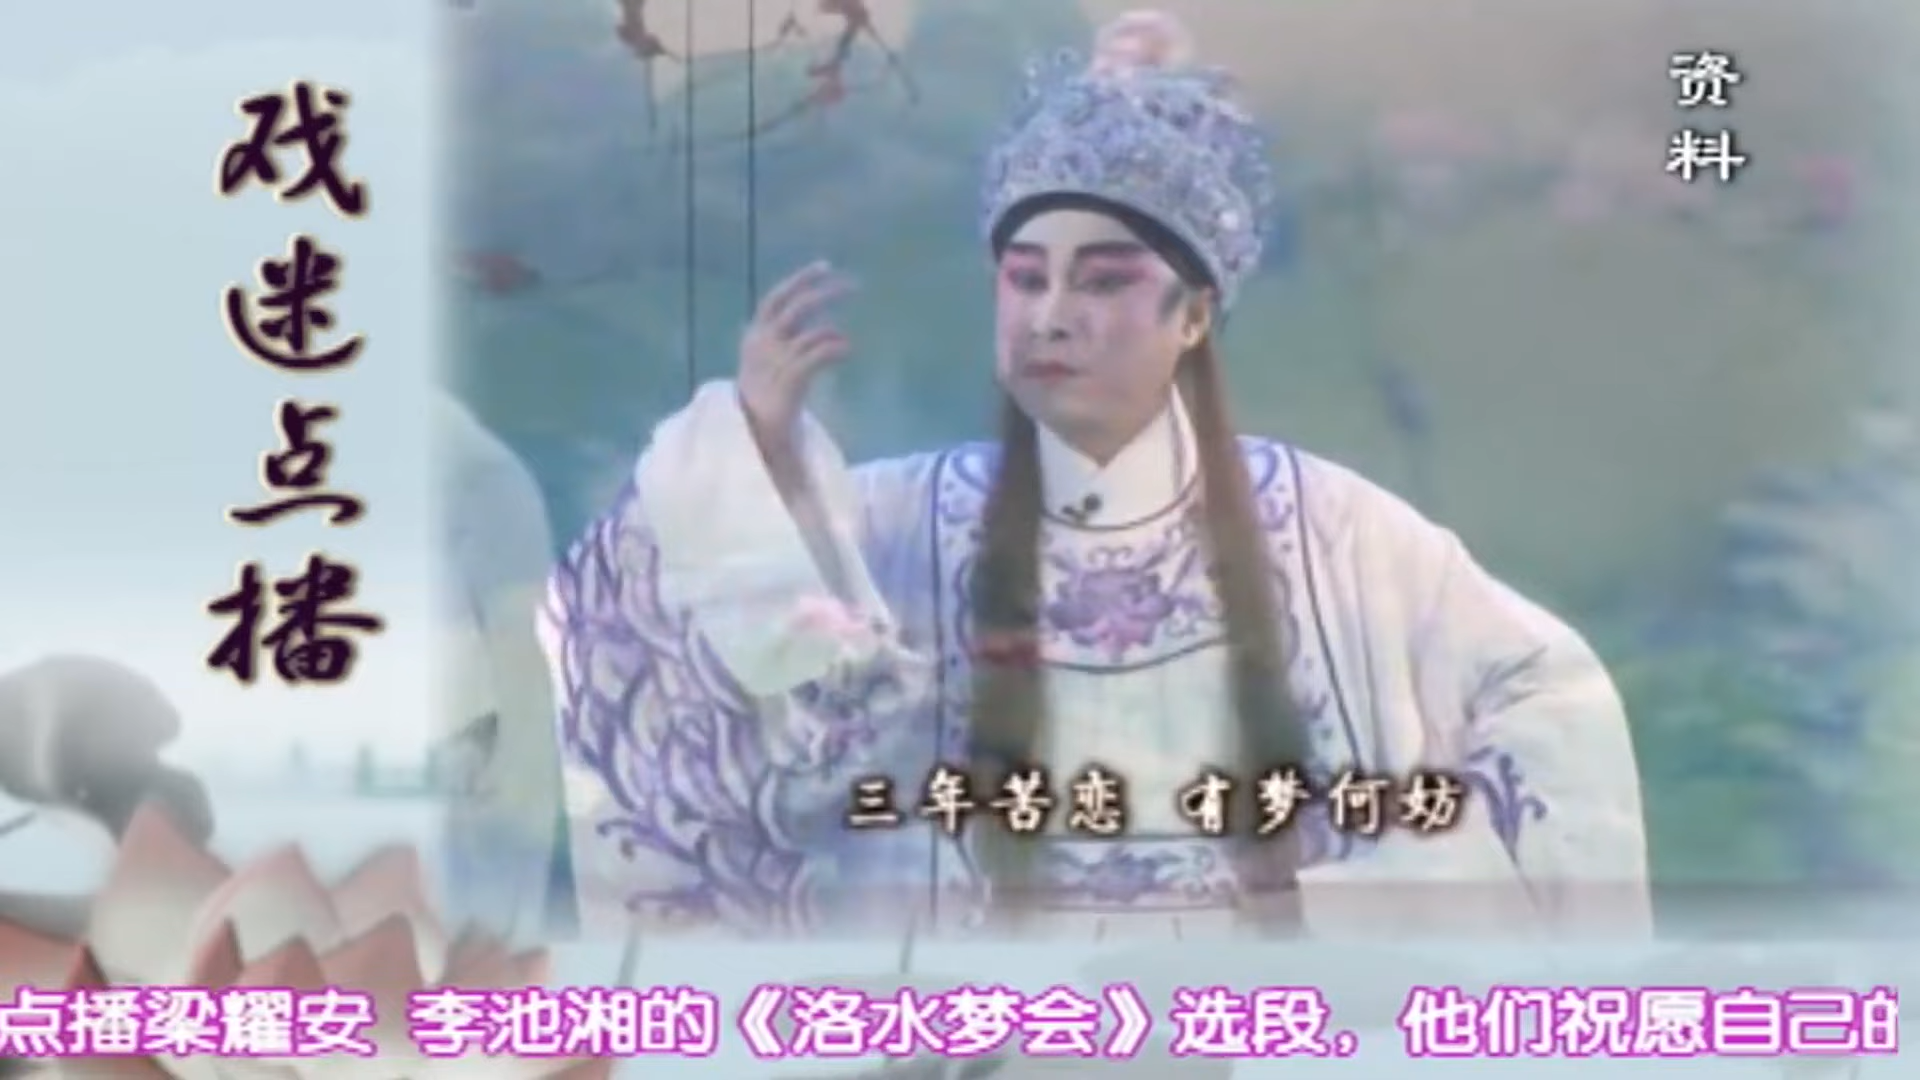 戏迷点播
资料
三年苦恋 有梦何妨
点播梁耀安 李池湘的《洛水梦会》选段，他们祝愿自己的